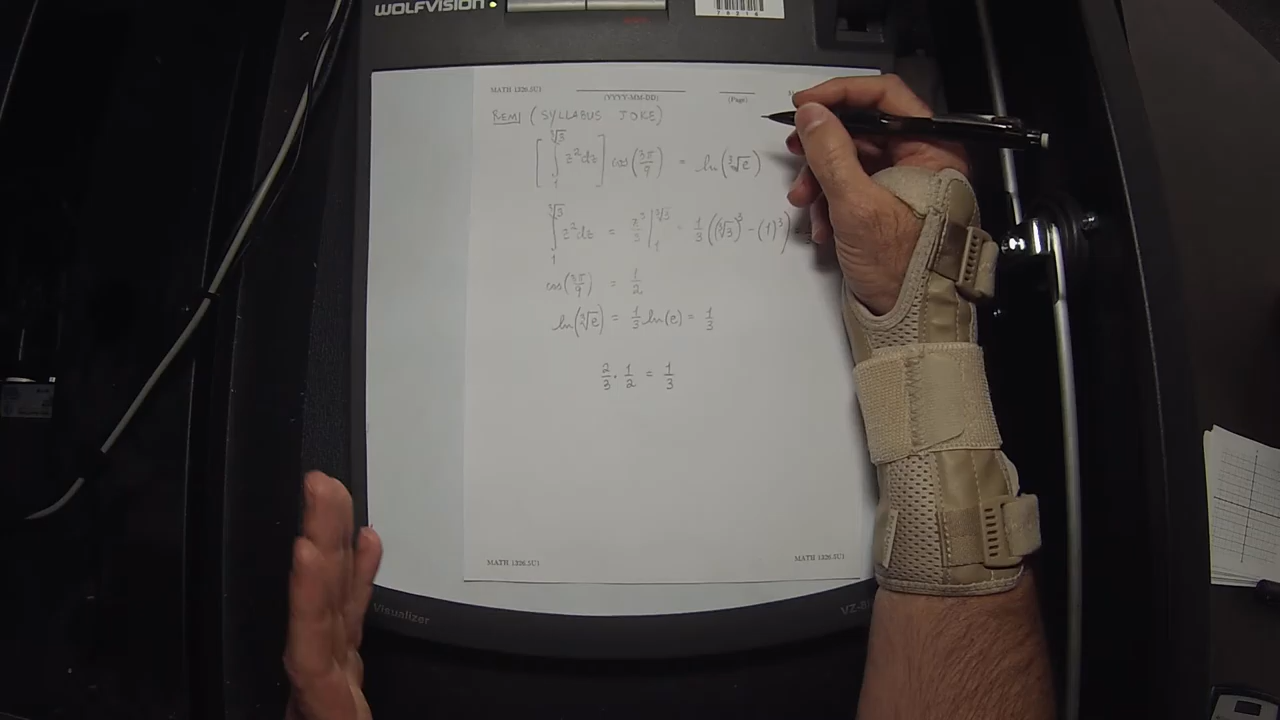 WOLFVISION
78216
MATH 1326.5U1
(YYYY-MM-DD)
(Page)
REM (SYLLABUS JOKE)
[∫₁^∛3 z²dz] cos(3π/9) = ln(∛e)
∫₁^∛3 z²dz = z³/3 |₁^∛3 = 1/3((∛3)³ - (1)³) =
cos(3π/9) = 1/2
ln(∛e) = 1/3 ln(e) = 1/3
2/3 · 1/2 = 1/3
MATH 1326.5U1
MATH 1326.5U1
Visualizer